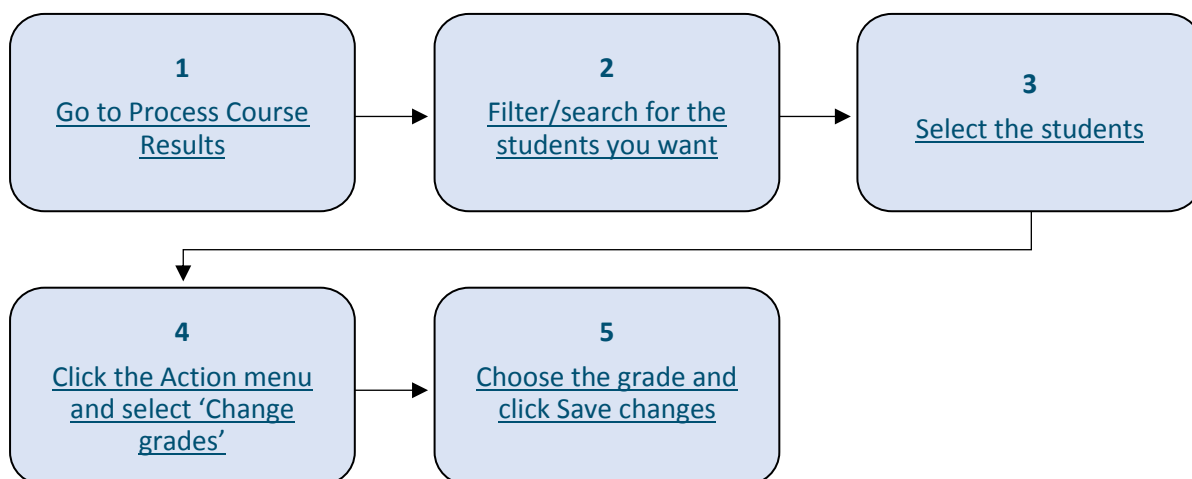 1
Go to Process Course
Results
2
Filter/search for the
students you want
3
Select the students
4
Click the Action menu
and select ‘Change
grades’
5
Choose the grade and
click Save changes